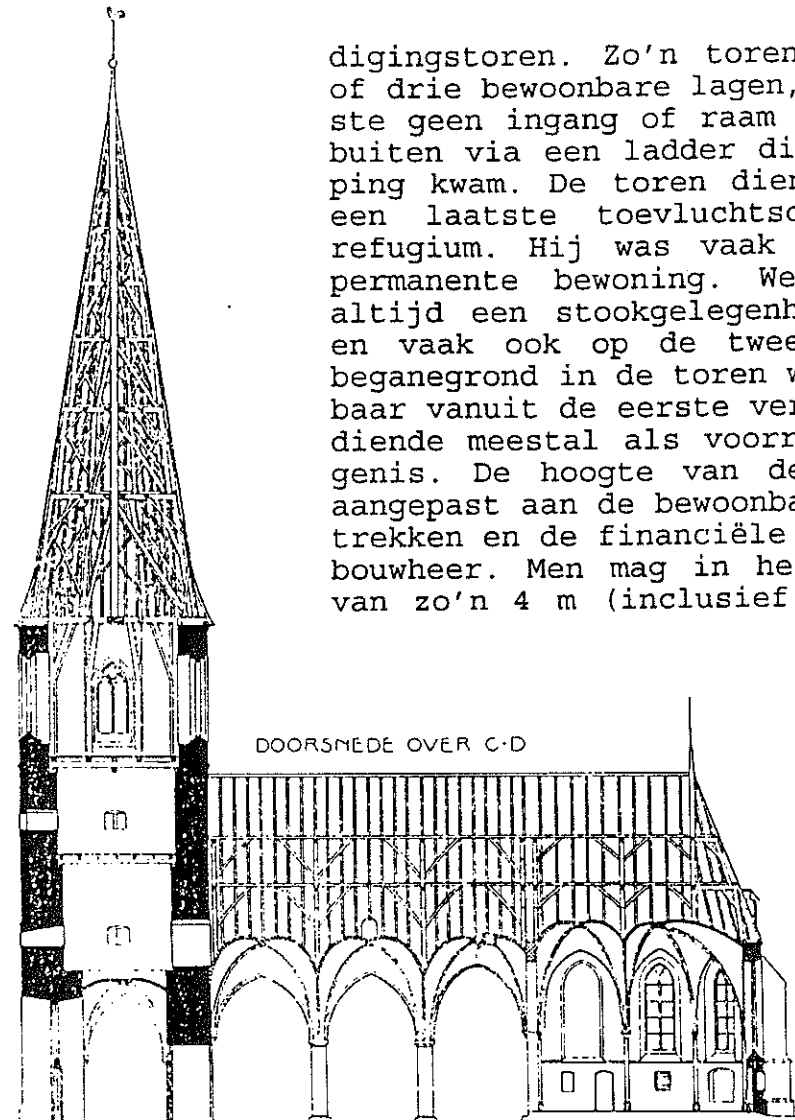 digingstoren. Zo'n toren
of drie bewoonbare lagen,
ste geen ingang of raam
buiten via een ladder di
ping kwam. De toren dien
een laatste toevluchtso
refugium. Hij was vaak
permanente bewoning. We
altijd een stookgelegenh
en vaak ook op de twee
beganegrond in de toren w
baar vanuit de eerste ver
diende meestal als voorr
genis. De hoogte van de
aangepast aan de bewoonba
trekken en de financiële
bouwheer. Men mag in he
van zo'n 4 m (inclusief
DOORSNEDE OVER C·D